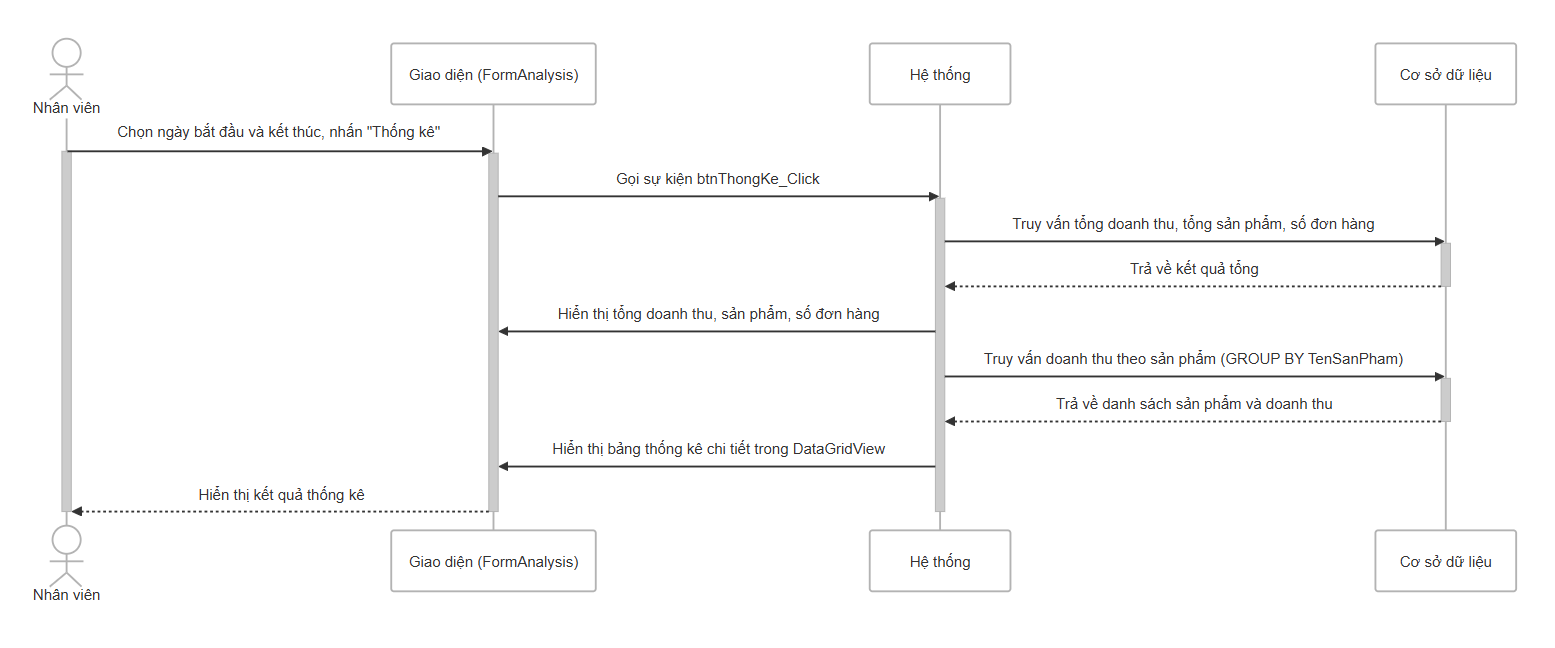 Nhân viên
Giao diện (FormAnalysis)
Hệ thống
Cơ sở dữ liệu
Chọn ngày bắt đầu và kết thúc, nhấn "Thống kê"
Gọi sự kiện btnThongKe_Click
Truy vấn tổng doanh thu, tổng sản phẩm, số đơn hàng
Trả về kết quả tổng
Hiển thị tổng doanh thu, sản phẩm, số đơn hàng
Truy vấn doanh thu theo sản phẩm (GROUP BY TenSanPham)
Trả về danh sách sản phẩm và doanh thu
Hiển thị bảng thống kê chi tiết trong DataGridView
Hiển thị kết quả thống kê
Nhân viên
Giao diện (FormAnalysis)
Hệ thống
Cơ sở dữ liệu